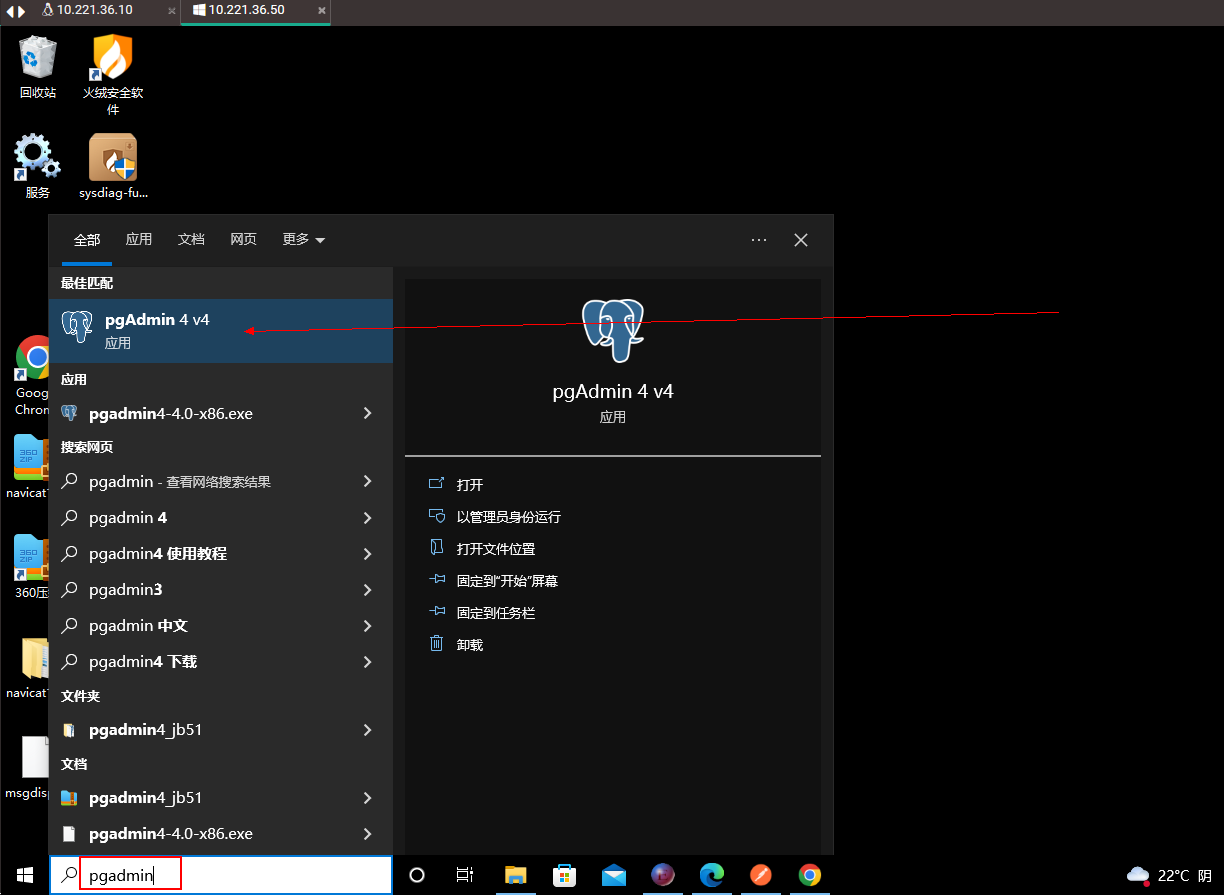 10.221.36.10
10.221.36.50
回收站
火绒安全软件
服务
sysdiag-fu...
全部
应用
文档
网页
更多
最佳匹配
pgAdmin 4 v4
应用
应用
pgadmin4-4.0-x86.exe
搜索网页
pgadmin - 查看网络搜索结果
pgadmin 4
pgadmin4 使用教程
pgadmin3
pgadmin 中文
pgadmin4 下载
文件夹
pgadmin4_jb51
文档
pgadmin4_jb51
pgadmin4-4.0-x86.exe
pgadmin
pgAdmin 4 v4
应用
打开
以管理员身份运行
打开文件位置
固定到“开始”屏幕
固定到任务栏
卸载
Goog
Chron
360
ZIP
navicat
360
ZIP
360压
navicat
msgdis
22°C 阴